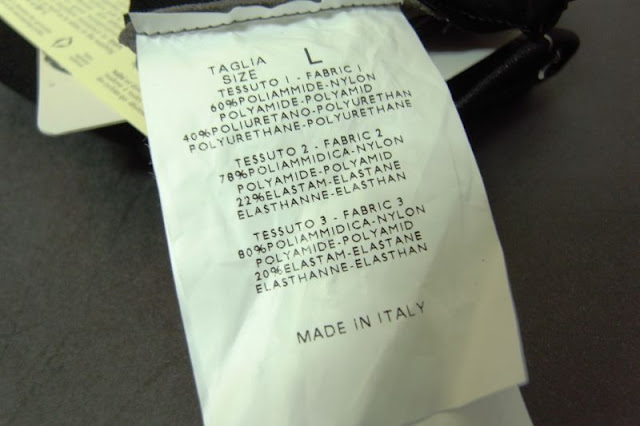 TAGLIA L
SIZE
TESSUTO 1 - FABRIC 1
60%POLIAMMIDE-NYLON
POLYAMIDE-POLYAMID
40%POLIURETANO-POLYURETHAN
POLYURETHANE-POLYURETHANE
TESSUTO 2 - FABRIC 2
78%POLIAMMIDICA-NYLON
POLYAMIDE-POLYAMID
22%ELASTAM-ELASTANE
ELASTHANNE-ELASTHAN
TESSUTO 3 - FABRIC 3
80%POLIAMMIDICA-NYLON
POLYAMIDE-POLYAMID
20%ELASTAM-ELASTANE
ELASTHANNE-ELASTHAN
MADE IN ITALY